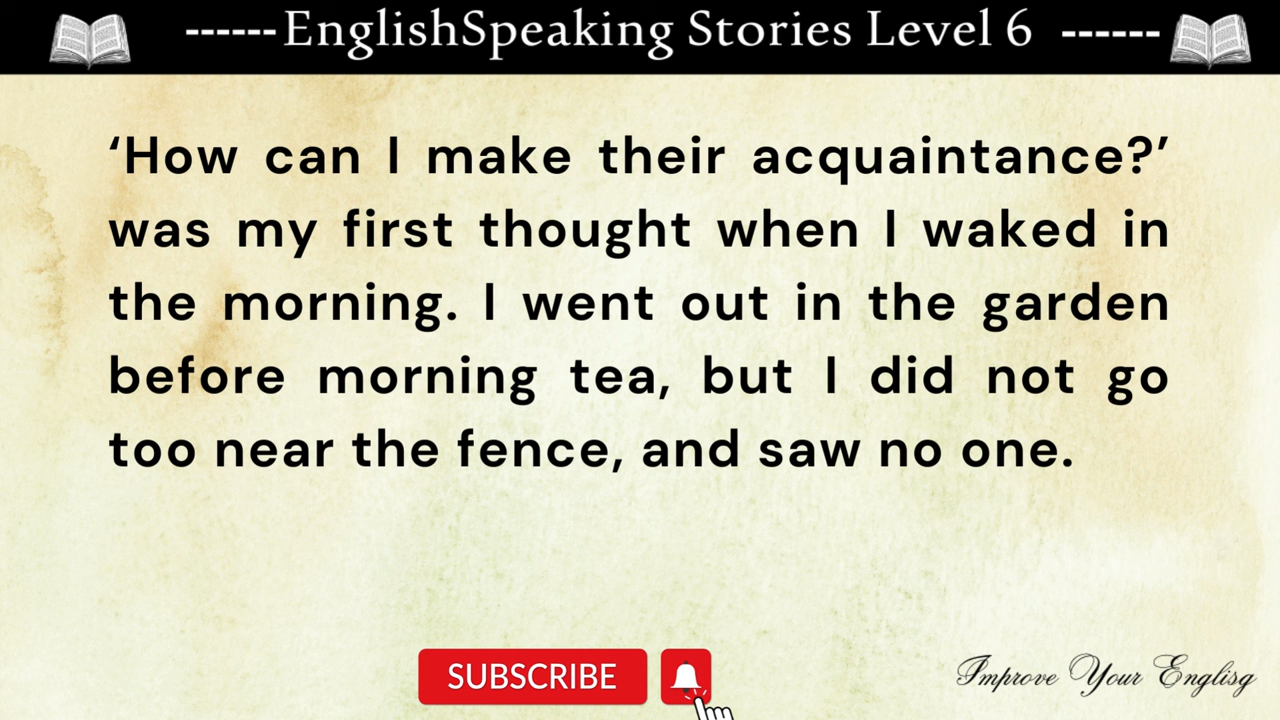 ------EnglishSpeaking Stories Level 6 ------
‘How can I make their acquaintance?’
was my first thought when I waked in
the morning. I went out in the garden
before morning tea, but I did not go
too near the fence, and saw no one.
SUBSCRIBE
Improve Your Englisg